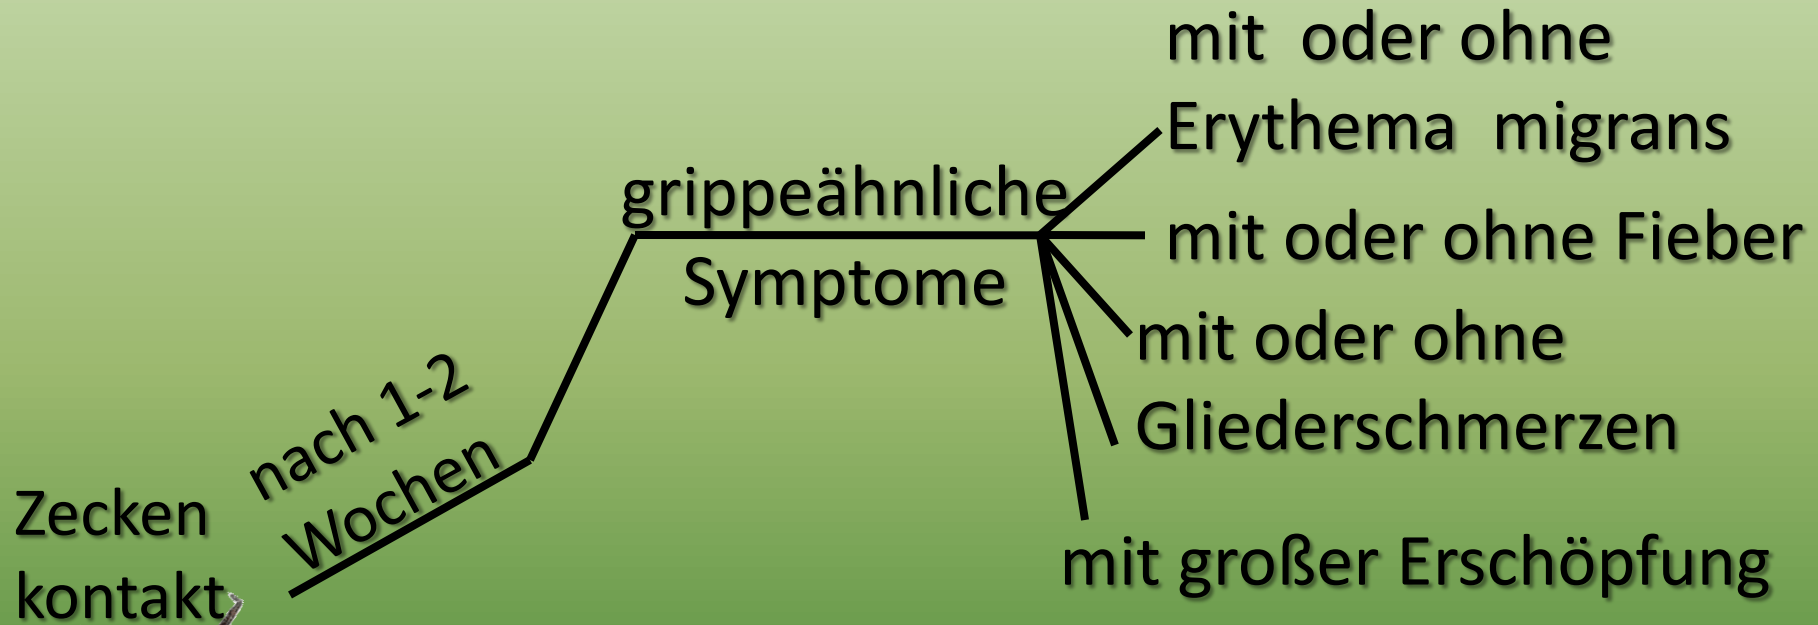 Zecken
kontakt
nach 1-2
Wochen
grippeähnliche
Symptome
mit oder ohne
Erythema migrans
mit oder ohne Fieber
mit oder ohne
Gliederschmerzen
mit großer Erschöpfung